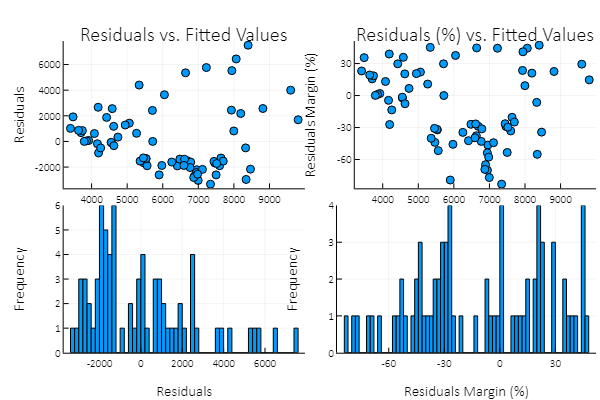 Residuals vs. Fitted Values
Residuals
6000
4000
2000
0
-2000
4000 5000 6000 7000 8000 9000
Residuals (%) vs. Fitted Values
Residuals Margin (%)
30
0
-30
-60
4000 5000 6000 7000 8000 9000
Frequency
6
5
4
3
2
1
0
-2000 0 2000 4000 6000
Residuals
Frequency
4
3
2
1
0
-60 -30 0 30
Residuals Margin (%)